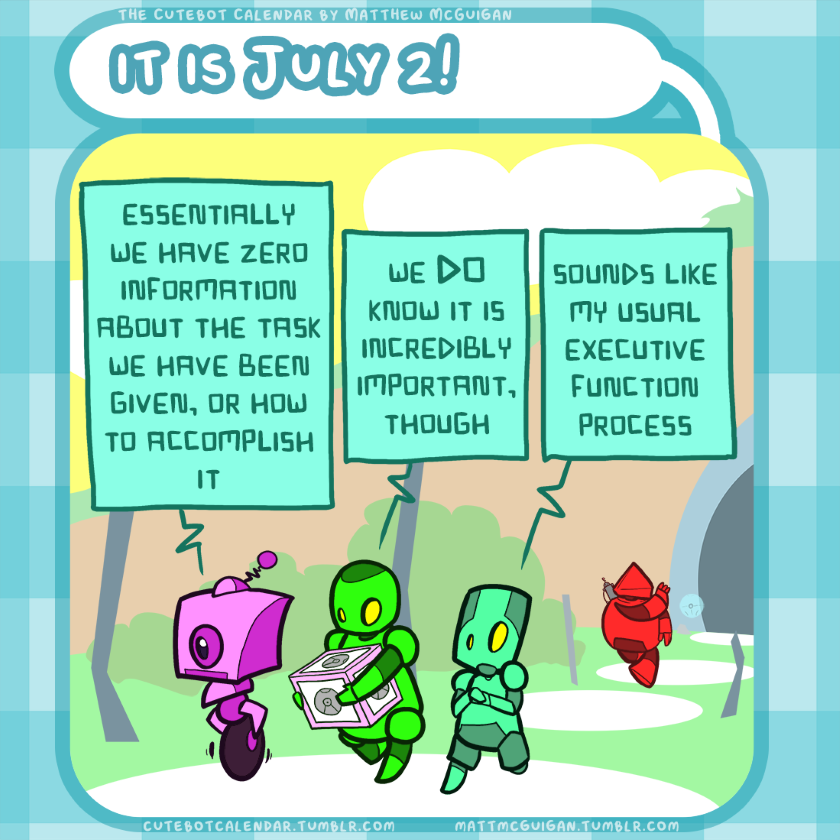 THE CUTEBOT CALENDAR BY MATTHEW MCGUIGAN
IT IS JULY 2!
ESSENTIALLY
WE HAVE ZERO
INFORMATION
ABOUT THE TASK
WE HAVE BEEN
GIVEN, OR HOW
TO ACCOMPLISH
IT
WE DO
KNOW IT IS
INCREDIBLY
IMPORTANT,
THOUGH
SOUNDS LIKE
MY USUAL
EXECUTIVE
FUNCTION
PROCESS
CUTEBOTCALENDAR.TUMBLR.COM
MATTMCGUIGAN.TUMBLR.COM